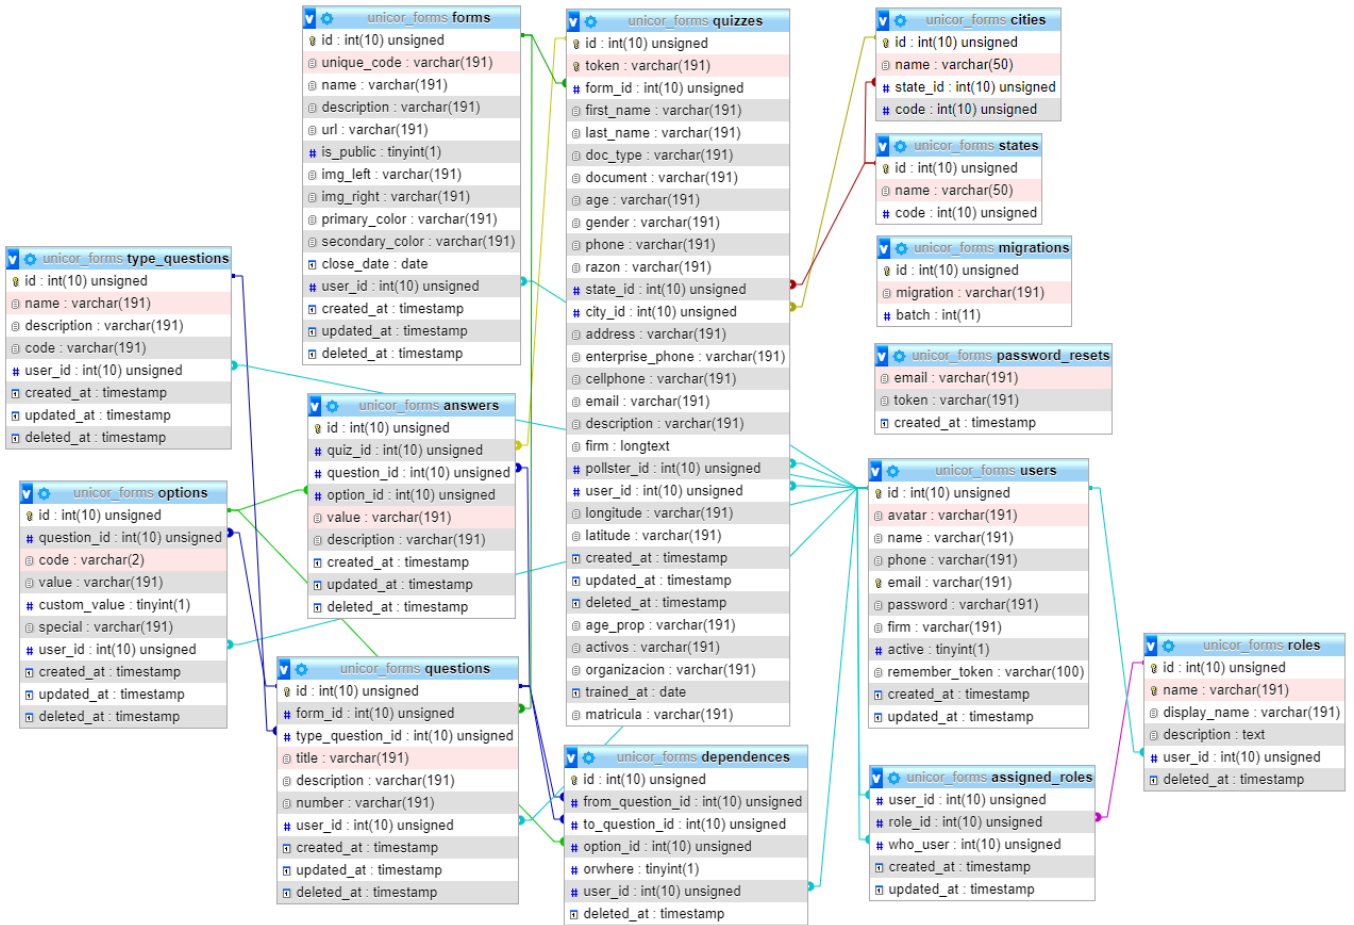 unicor_forms forms
id : int(10) unsigned
unique_code : varchar(191)
name : varchar(191)
description : varchar(191)
url : varchar(191)
is_public : tinyint(1)
img_left : varchar(191)
img_right : varchar(191)
primary_color : varchar(191)
secondary_color : varchar(191)
close_date : date
user_id : int(10) unsigned
created_at : timestamp
updated_at : timestamp
deleted_at : timestamp
unicor_forms quizzes
id : int(10) unsigned
token : varchar(191)
form_id : int(10) unsigned
first_name : varchar(191)
last_name : varchar(191)
doc_type : varchar(191)
document : varchar(191)
age : varchar(191)
gender : varchar(191)
phone : varchar(191)
razon : varchar(191)
state_id : int(10) unsigned
city_id : int(10) unsigned
address : varchar(191)
enterprise_phone : varchar(191)
cellphone : varchar(191)
email : varchar(191)
description : varchar(191)
firm : longtext
pollster_id : int(10) unsigned
user_id : int(10) unsigned
longitude : varchar(191)
latitude : varchar(191)
created_at : timestamp
updated_at : timestamp
deleted_at : timestamp
age_prop : varchar(191)
activos : varchar(191)
organizacion : varchar(191)
trained_at : date
matricula : varchar(191)
unicor_forms cities
id : int(10) unsigned
name : varchar(50)
state_id : int(10) unsigned
code : int(10) unsigned
unicor_forms states
id : int(10) unsigned
name : varchar(50)
code : int(10) unsigned
unicor_forms migrations
id : int(10) unsigned
migration : varchar(191)
batch : int(11)
unicor_forms password_resets
email : varchar(191)
token : varchar(191)
created_at : timestamp
unicor_forms type_questions
id : int(10) unsigned
name : varchar(191)
description : varchar(191)
code : varchar(191)
user_id : int(10) unsigned
created_at : timestamp
updated_at : timestamp
deleted_at : timestamp
unicor_forms answers
id : int(10) unsigned
quiz_id : int(10) unsigned
question_id : int(10) unsigned
option_id : int(10) unsigned
value : varchar(191)
description : varchar(191)
created_at : timestamp
updated_at : timestamp
deleted_at : timestamp
unicor_forms users
id : int(10) unsigned
avatar : varchar(191)
name : varchar(191)
phone : varchar(191)
email : varchar(191)
password : varchar(191)
firm : varchar(191)
active : tinyint(1)
remember_token : varchar(100)
created_at : timestamp
updated_at : timestamp
unicor_forms options
id : int(10) unsigned
question_id : int(10) unsigned
code : varchar(2)
value : varchar(191)
custom_value : tinyint(1)
special : varchar(191)
user_id : int(10) unsigned
created_at : timestamp
updated_at : timestamp
deleted_at : timestamp
unicor_forms questions
id : int(10) unsigned
form_id : int(10) unsigned
type_question_id : int(10) unsigned
title : varchar(191)
description : varchar(191)
number : varchar(191)
user_id : int(10) unsigned
created_at : timestamp
updated_at : timestamp
deleted_at : timestamp
unicor_forms dependences
id : int(10) unsigned
from_question_id : int(10) unsigned
to_question_id : int(10) unsigned
option_id : int(10) unsigned
orwhere : tinyint(1)
user_id : int(10) unsigned
deleted_at : timestamp
unicor_forms assigned_roles
user_id : int(10) unsigned
role_id : int(10) unsigned
who_user : int(10) unsigned
created_at : timestamp
updated_at : timestamp
unicor_forms roles
id : int(10) unsigned
name : varchar(191)
display_name : varchar(191)
description : text
user_id : int(10) unsigned
deleted_at : timestamp